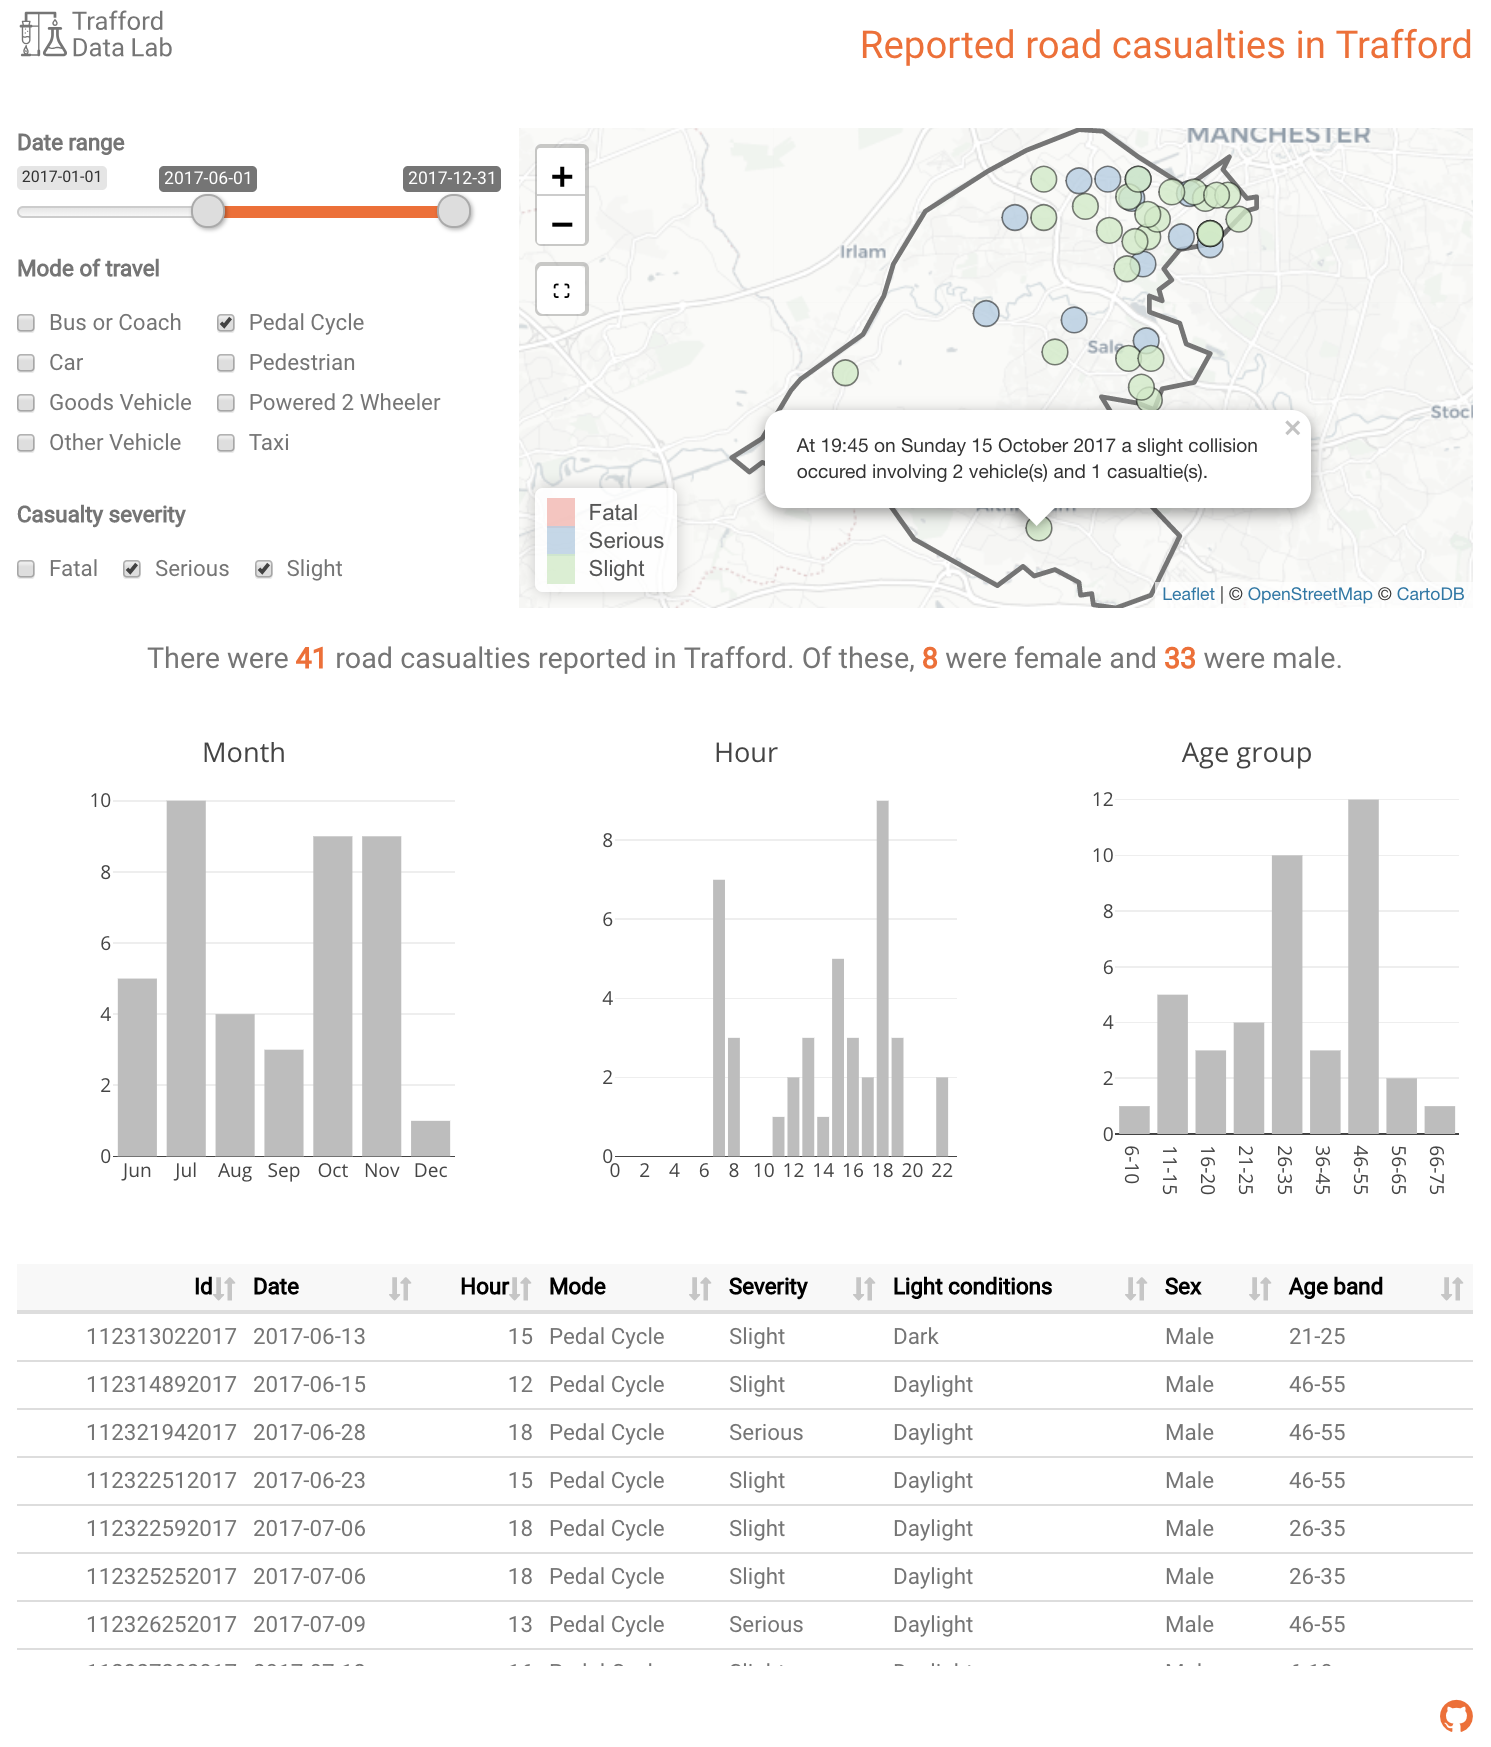 Trafford
Data Lab
Reported road casualties in Trafford
Date range
2017-01-01 2017-06-01 2017-12-31
Mode of travel
Bus or Coach Pedal Cycle
Car Pedestrian
Goods Vehicle Powered 2 Wheeler
Other Vehicle Taxi
Casualty severity
Fatal Serious Slight
+
−
MANCHESTER
Irlam
Sale
At 19:45 on Sunday 15 October 2017 a slight collision
occured involving 2 vehicle(s) and 1 casualtie(s).
×
Fatal
Serious
Slight
Leaflet | © OpenStreetMap © CartoDB
There were 41 road casualties reported in Trafford. Of these, 8 were female and 33 were male.
Month
10
8
6
4
2
0
Jun Jul Aug Sep Oct Nov Dec
Hour
8
6
4
2
0
0 2 4 6 8 10 12 14 16 18 20 22
Age group
12
10
8
6
4
2
0
6-10 11-15 16-20 21-25 26-35 36-45 46-55 56-65 66-75
Id Date Hour Mode Severity Light conditions Sex Age band
112313022017 2017-06-13 15 Pedal Cycle Slight Dark Male 21-25
112314892017 2017-06-15 12 Pedal Cycle Slight Daylight Male 46-55
112321942017 2017-06-28 18 Pedal Cycle Serious Daylight Male 46-55
112322512017 2017-06-23 15 Pedal Cycle Slight Daylight Male 46-55
112322592017 2017-07-06 18 Pedal Cycle Slight Daylight Male 26-35
112325252017 2017-07-06 18 Pedal Cycle Slight Daylight Male 26-35
112326252017 2017-07-09 13 Pedal Cycle Serious Daylight Male 46-55